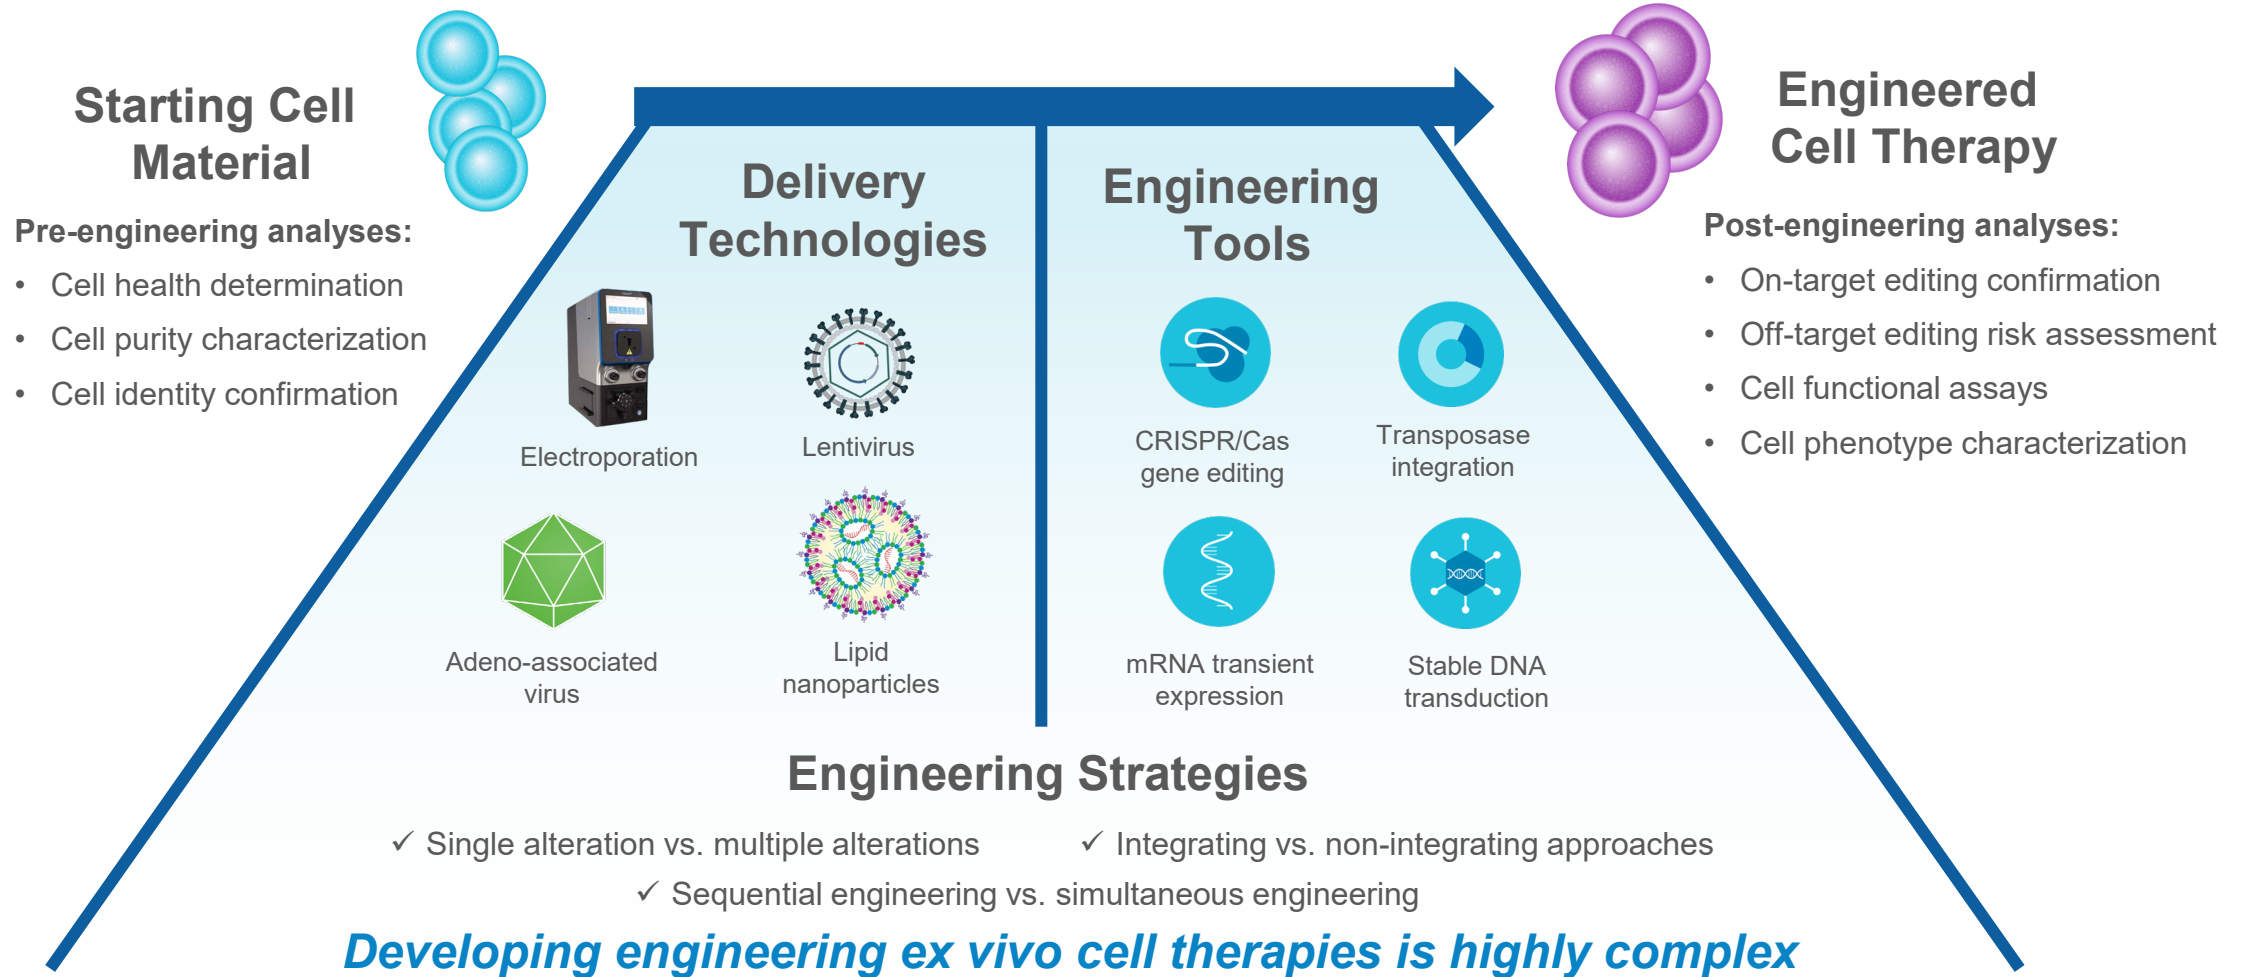 Starting Cell
Material
Pre-engineering analyses:
• Cell health determination
• Cell purity characterization
• Cell identity confirmation
Delivery
Technologies
Electroporation
Lentivirus
Adeno-associated
virus
Lipid
nanoparticles
Engineering
Tools
CRISPR/Cas
gene editing
Transposase
integration
mRNA transient
expression
Stable DNA
transduction
Engineered
Cell Therapy
Post-engineering analyses:
• On-target editing confirmation
• Off-target editing risk assessment
• Cell functional assays
• Cell phenotype characterization
Engineering Strategies
✓ Single alteration vs. multiple alterations
✓ Integrating vs. non-integrating approaches
✓ Sequential engineering vs. simultaneous engineering
Developing engineering ex vivo cell therapies is highly complex